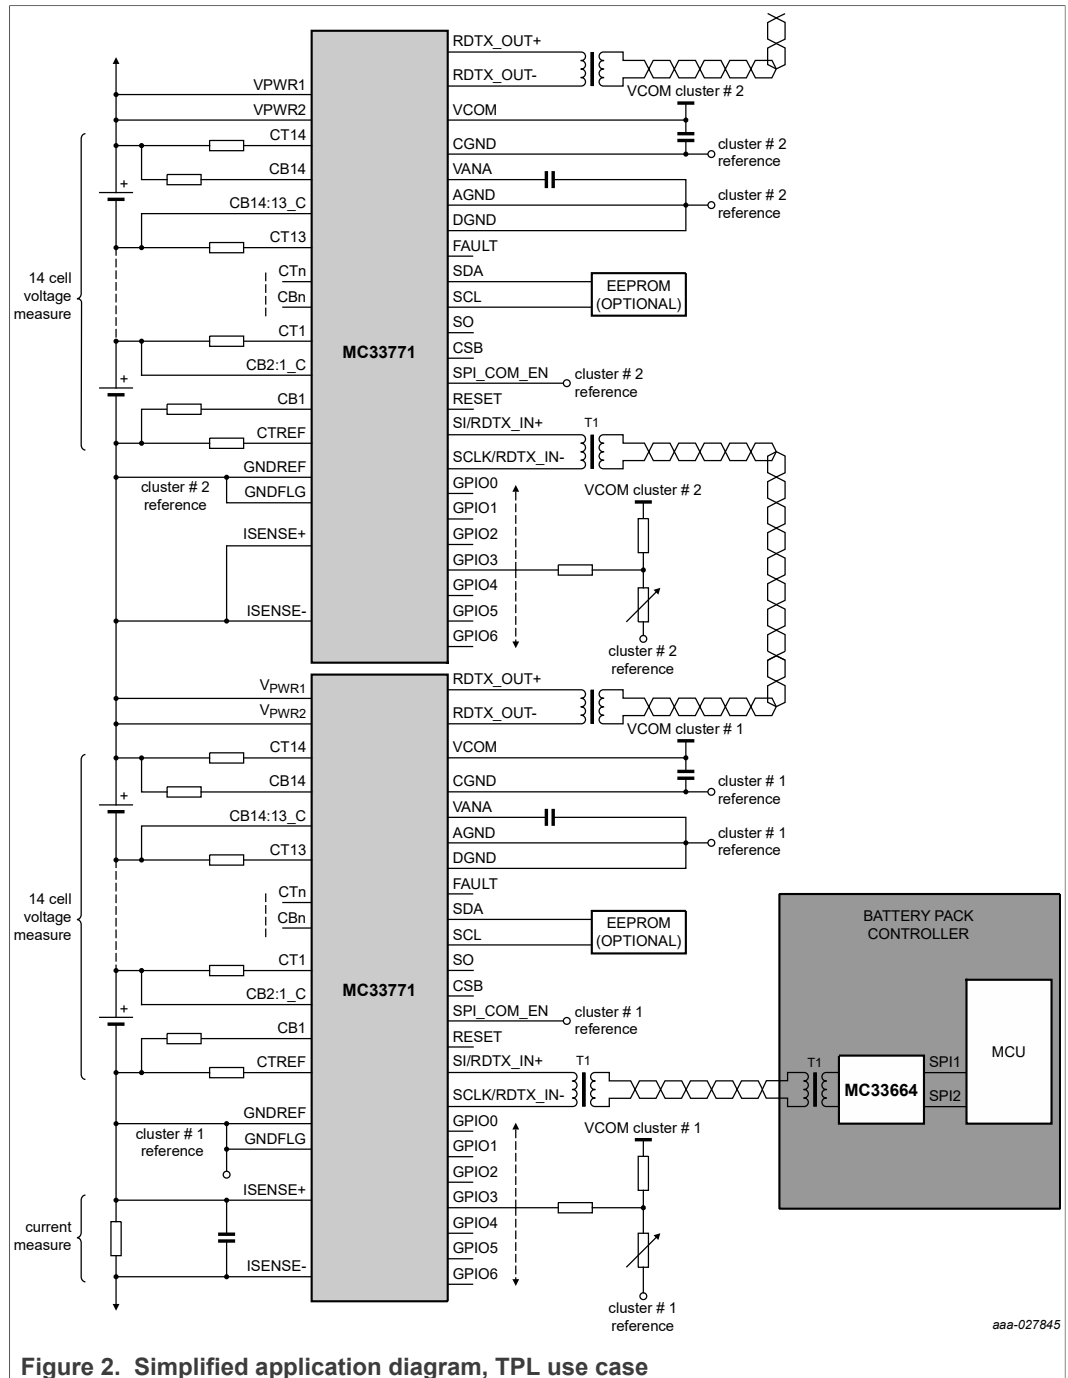 RDTX_OUT+
RDTX_OUT-
VCOM cluster # 2
VPWR1
VPWR2
VCOM
CT14
CGND
cluster # 2
reference
CB14
VANA
+
AGND
cluster # 2
reference
CB14:13_C
DGND
CT13
FAULT
14 cell
voltage
measure
CTn
SDA
EEPROM
(OPTIONAL)
CBn
SCL
SO
CT1
MC33771
CSB
CB2:1_C
SPI_COM_EN
cluster # 2
reference
+
CB1
RESET
CTREF
SI/RDTX_IN+
T1
SCLK/RDTX_IN-
GNDREF
cluster # 2
reference
GNDFLG
GPIO0
VCOM cluster # 2
GPIO1
ISENSE+
GPIO2
GPIO3
GPIO4
ISENSE-
GPIO5
GPIO6
cluster # 2
reference
RDTX_OUT+
VPWR1
RDTX_OUT-
VPWR2
VCOM cluster # 1
CT14
VCOM
CB14
CGND
cluster # 1
reference
+
VANA
CB14:13_C
AGND
cluster # 1
reference
CT13
DGND
FAULT
14 cell
voltage
measure
CTn
SDA
EEPROM
(OPTIONAL)
CBn
SCL
BATTERY PACK
CONTROLLER
SO
CT1
MC33771
CSB
CB2:1_C
SPI_COM_EN
cluster # 1
reference
+
CB1
RESET
MCU
CTREF
SI/RDTX_IN+
T1
T1
SPI1
MC33664
SCLK/RDTX_IN-
SPI2
GNDREF
cluster # 1
reference
GNDFLG
GPIO0
VCOM cluster # 1
GPIO1
GPIO2
ISENSE+
GPIO3
current
measure
GPIO4
GPIO5
ISENSE-
GPIO6
cluster # 1
reference
aaa-027845
Figure 2. Simplified application diagram, TPL use case